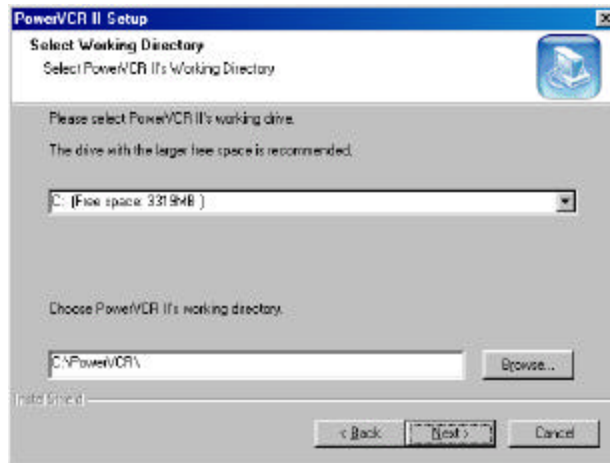 PowerVCR II Setup
Select Working Directory
Select PowerVCR II's Working Directory
Please select PowerVCR II's working drive.
The drive with the larger free space is recommended.
C: (Free space: 3319MB )
Choose PowerVCR II's working directory.
C:\PowerVCR\
Browse...
InstallShield
< Back
Next >
Cancel